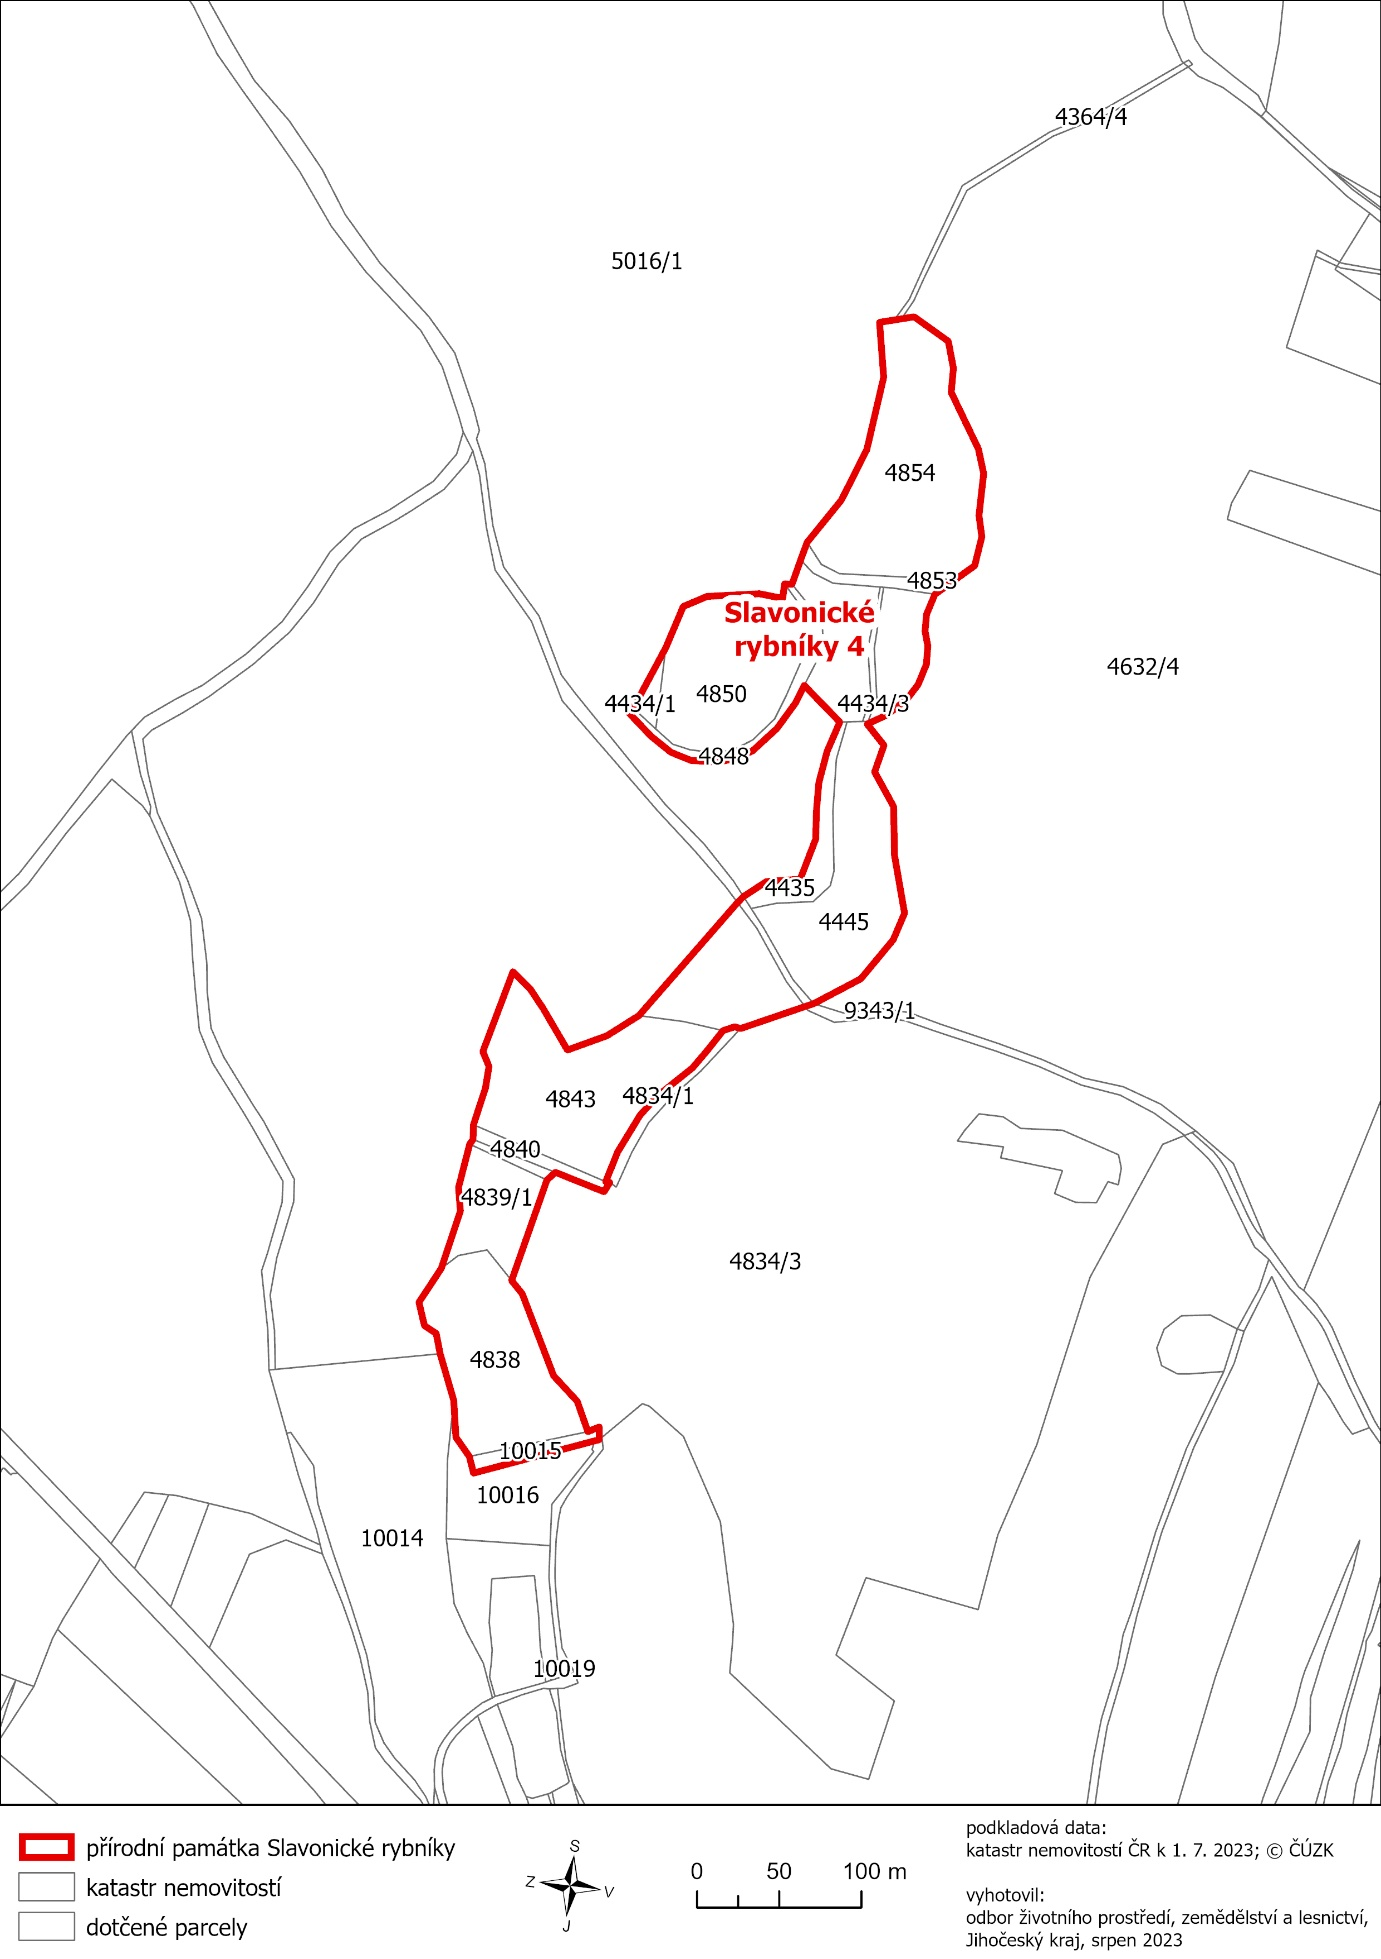 4364/4
5016/1
4854
4853
Slavonické
rybníky 4
4632/4
4850
4434/1
4434/3
4848
4435
4445
9343/1
4843
4834/1
4840
4839/1
4834/3
4838
10015
10016
10014
10019
přírodní památka Slavonické rybníky
katastr nemovitostí
dotčené parcely
S
Z
V
J
0 50 100 m
podkladová data:
katastr nemovitostí ČR k 1. 7. 2023; © ČÚZK
vyhotovil:
odbor životního prostředí, zemědělství a lesnictví,
Jihočeský kraj, srpen 2023